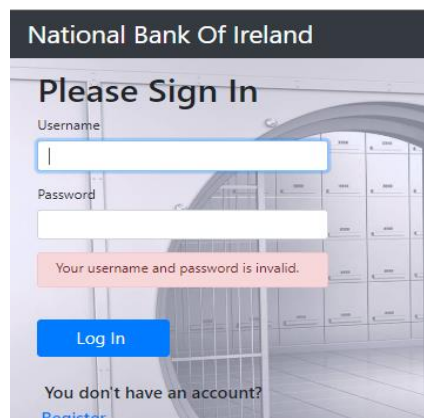 National Bank Of Ireland
Please Sign In
Username
Password
Your username and password is invalid.
Log In
You don't have an account?
Register